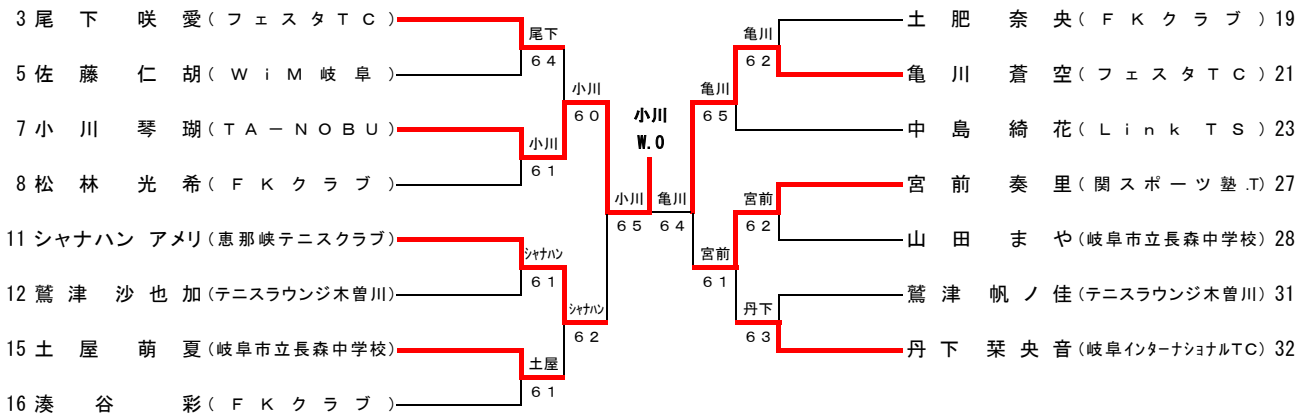 3 尾下 咲愛 (フェスタTC)
5 佐藤 仁胡 (WiM岐阜)
7 小川 琴瑚 (TA-NOBU)
8 松林 光希 (FKクラブ)
11 シャナハン アメリ (恵那峡テニスクラブ)
12 鷲津 沙也加 (テニスラウンジ木曽川)
15 土屋 萌夏 (岐阜市立長森中学校)
16 湊谷 彩 (FKクラブ)
尾下
64
小川
61
シャナハン
61
土屋
61
小川
60
シャナハン
62
小川
65
小川
W.O
亀川
64
亀川
65
宮前
61
亀川
62
宮前
62
丹下
63
土肥 奈央 (FKクラブ) 19
亀川 蒼空 (フェスタTC) 21
中島 綺花 (Link TS) 23
宮前 奏里 (関スポーツ塾.T) 27
山田 まや (岐阜市立長森中学校) 28
鷲津 帆ノ佳 (テニスラウンジ木曽川) 31
丹下 栞央音 (岐阜インターナショナルTC) 32